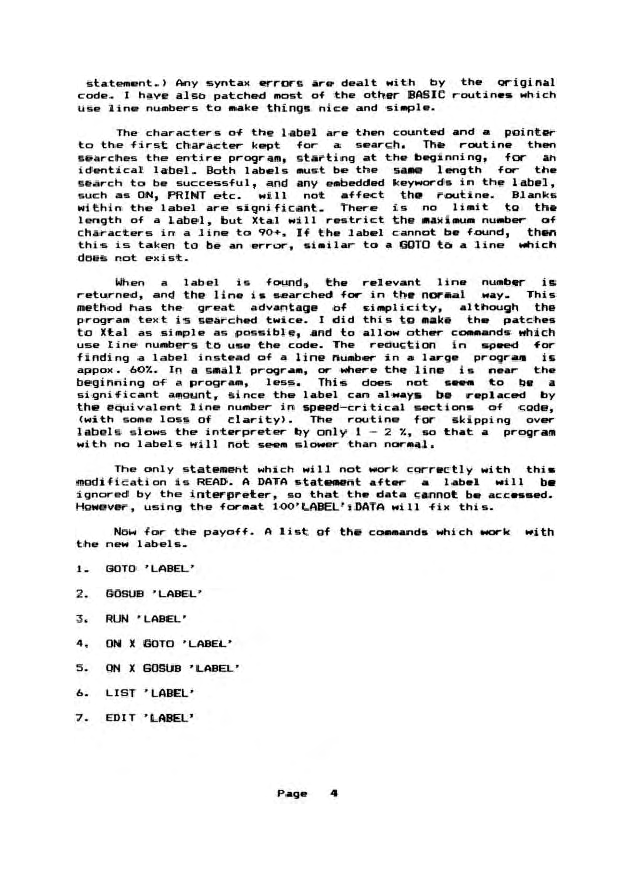 statement.) Any syntax errors are dealt with by the original
code. I have also patched most of the other BASIC routines which
use line numbers to make things nice and simple.
The characters of the label are then counted and a pointer
to the first character kept for a search. The routine then
searches the entire program, starting at the beginning, for an
identical label. Both labels must be the same length for the
search to be successful, and any embedded keywords in the label,
such as ON, PRINT etc. will not affect the routine. Blanks
within the label are significant. There is no limit to the
length of a label, but Xtal will restrict the maximum number of
characters in a line to 90+. If the label cannot be found, then
this is taken to be an error, similar to a GOTO to a line which
does not exist.
When a label is found, the relevant line number is
returned, and the line is searched for in the normal way. This
method has the great advantage of simplicity, although the
program text is searched twice. I did this to make the patches
to Xtal as simple as possible, and to allow other commands which
use line numbers to use the code. The reduction in speed for
finding a label instead of a line number in a large program is
appox. 60%. In a small program, or where the line is near the
beginning of a program, less. This does not seem to be a
significant amount, since the label can always be replaced by
the equivalent line number in speed-critical sections of code,
(with some loss of clarity). The routine for skipping over
labels slows the interpreter by only 1 - 2 %, so that a program
with no labels will not seem slower than normal.
The only statement which will not work correctly with this
modification is READ. A DATA statement after a label will be
ignored by the interpreter, so that the data cannot be accessed.
However, using the format 100'LABEL':DATA will fix this.
Now for the payoff. A list of the commands which work with
the new labels.
1. GOTO 'LABEL'
2. GOSUB 'LABEL'
3. RUN 'LABEL'
4. ON X GOTO 'LABEL'
5. ON X GOSUB 'LABEL'
6. LIST 'LABEL'
7. EDIT 'LABEL'
Page 4